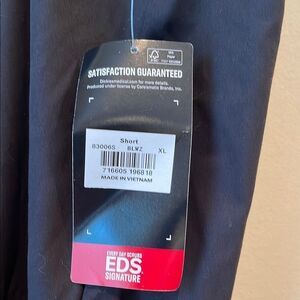 SATISFACTION GUARANTEED
Dickiesmedical.com for more details.
Produced under license by Careismatic Brands, Inc.
Short
83006S BLWZ XL
716605 196818
MADE IN VIETNAM
EVERY DAY SCRUBS
EDS
SIGNATURE